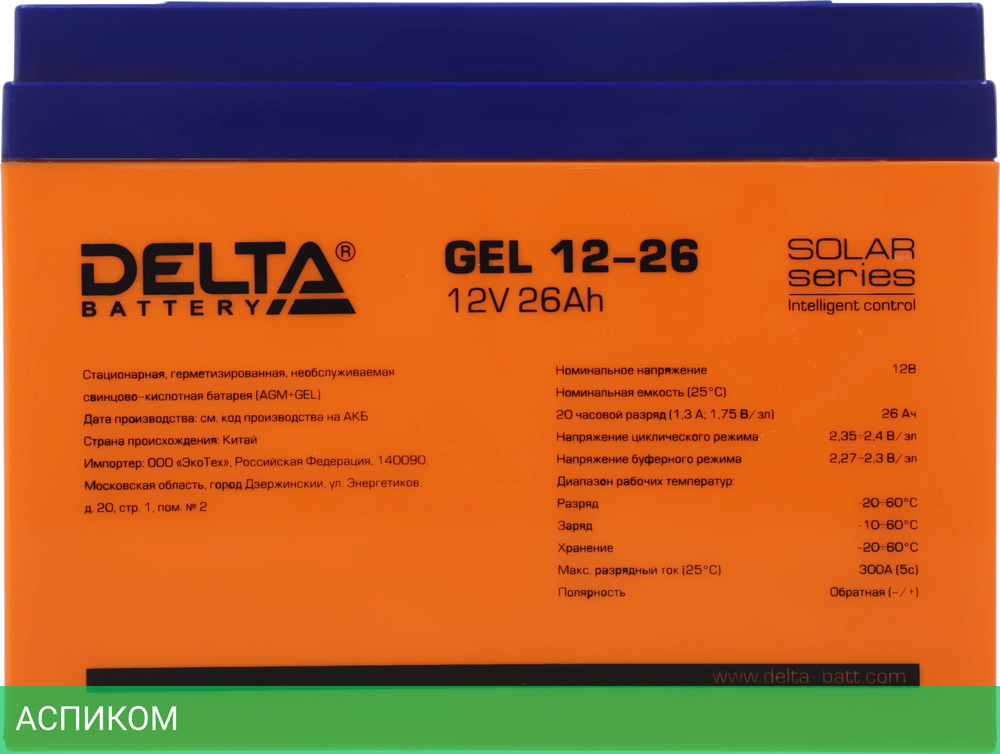 DELTA®
BATTERY
GEL 12-26
12V 26Ah
SOLAR
series
Intelligent control
Стационарная, герметизированная, необслуживаемая
свинцово-кислотная батарея (AGM+GEL)
Дата производства: см. код производства на АКБ
Страна происхождения: Китай
Импортер: ООО «ЭкоТех», Российская Федерация, 140090,
Московская область, город Дзержинский, ул. Энергетиков,
д. 20, стр. 1, пом. № 2
Номинальное напряжение 12В
Номинальная емкость (25°C)
20 часовой разряд (1,3 А; 1,75 В/эл) 26 Ач
Напряжение циклического режима 2,35-2,4 В/эл
Напряжение буферного режима 2,27-2,3 В/эл
Диапазон рабочих температур:
Разряд -20-60°C
Заряд -10-60°C
Хранение -20-60°C
Макс. разрядный ток (25°C) 300А (5с)
Полярность Обратная (-/+)
www.delta-batt.com
АСПИКОМ